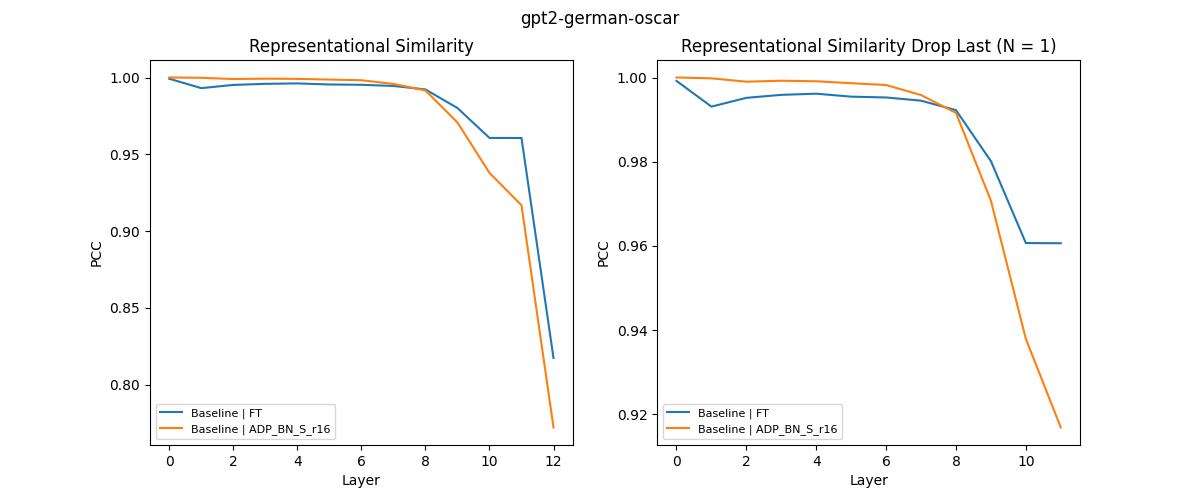 gpt2-german-oscar
Representational Similarity
1.00
0.95
0.90
0.85
0.80
PCC
0 2 4 6 8 10 12
Layer
Baseline | FT
Baseline | ADP_BN_S_r16
Representational Similarity Drop Last (N = 1)
1.00
0.98
0.96
0.94
0.92
PCC
0 2 4 6 8 10
Layer
Baseline | FT
Baseline | ADP_BN_S_r16